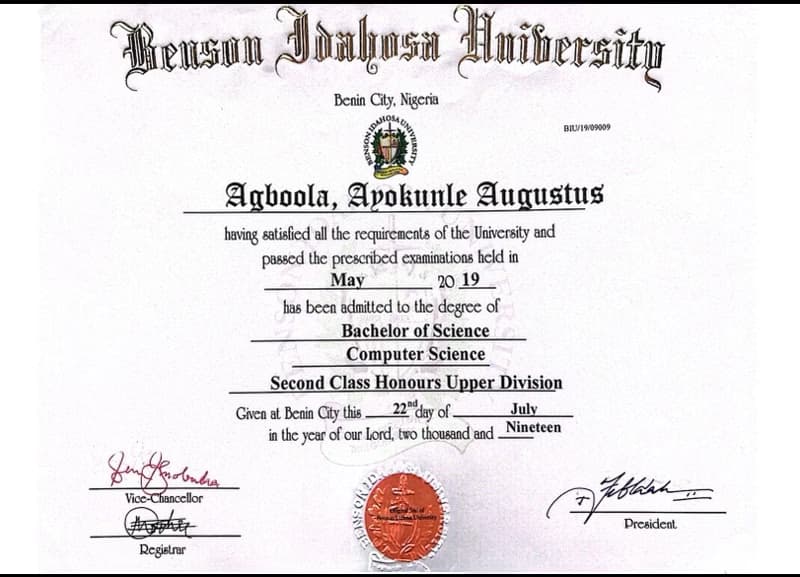 Benson Idahosa University
Benin City, Nigeria
BIU/19/09009
BENSON IDAHOSA UNIVERSITY
Agboola, Ayokunle Augustus
having satisfied all the requirements of the University and
passed the prescribed examinations held in
May 20 19
has been admitted to the degree of
Bachelor of Science
Computer Science
Second Class Honours Upper Division
Given at Benin City this 22nd day of July
in the year of our Lord, two thousand and Nineteen
Vice-Chancellor
Registrar
President